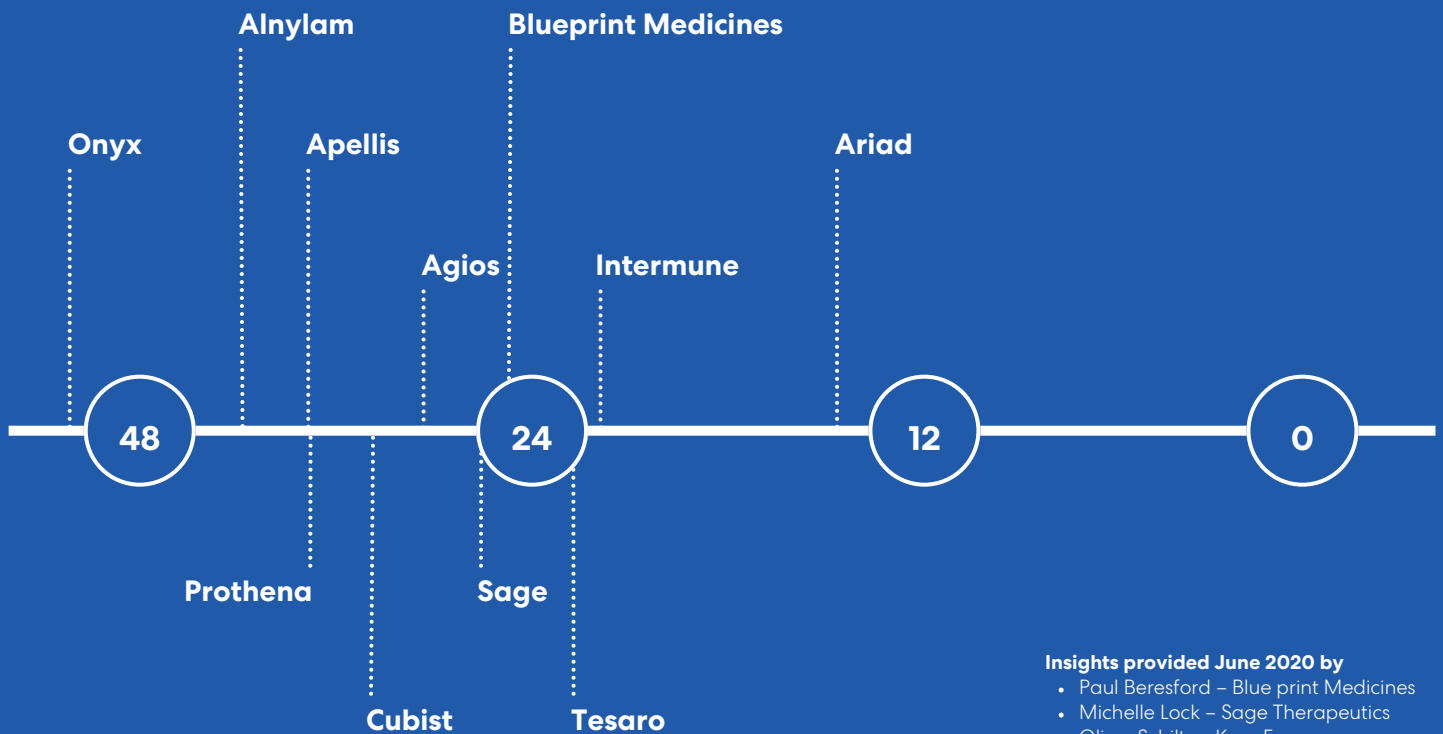 Alnylam
Blueprint Medicines
Onyx
Apellis
Ariad
Agios
Intermune
48
24
12
0
Prothena
Sage
Cubist
Tesaro
Insights provided June 2020 by
• Paul Beresford – Blue print Medicines
• Michelle Lock – Sage Therapeutics